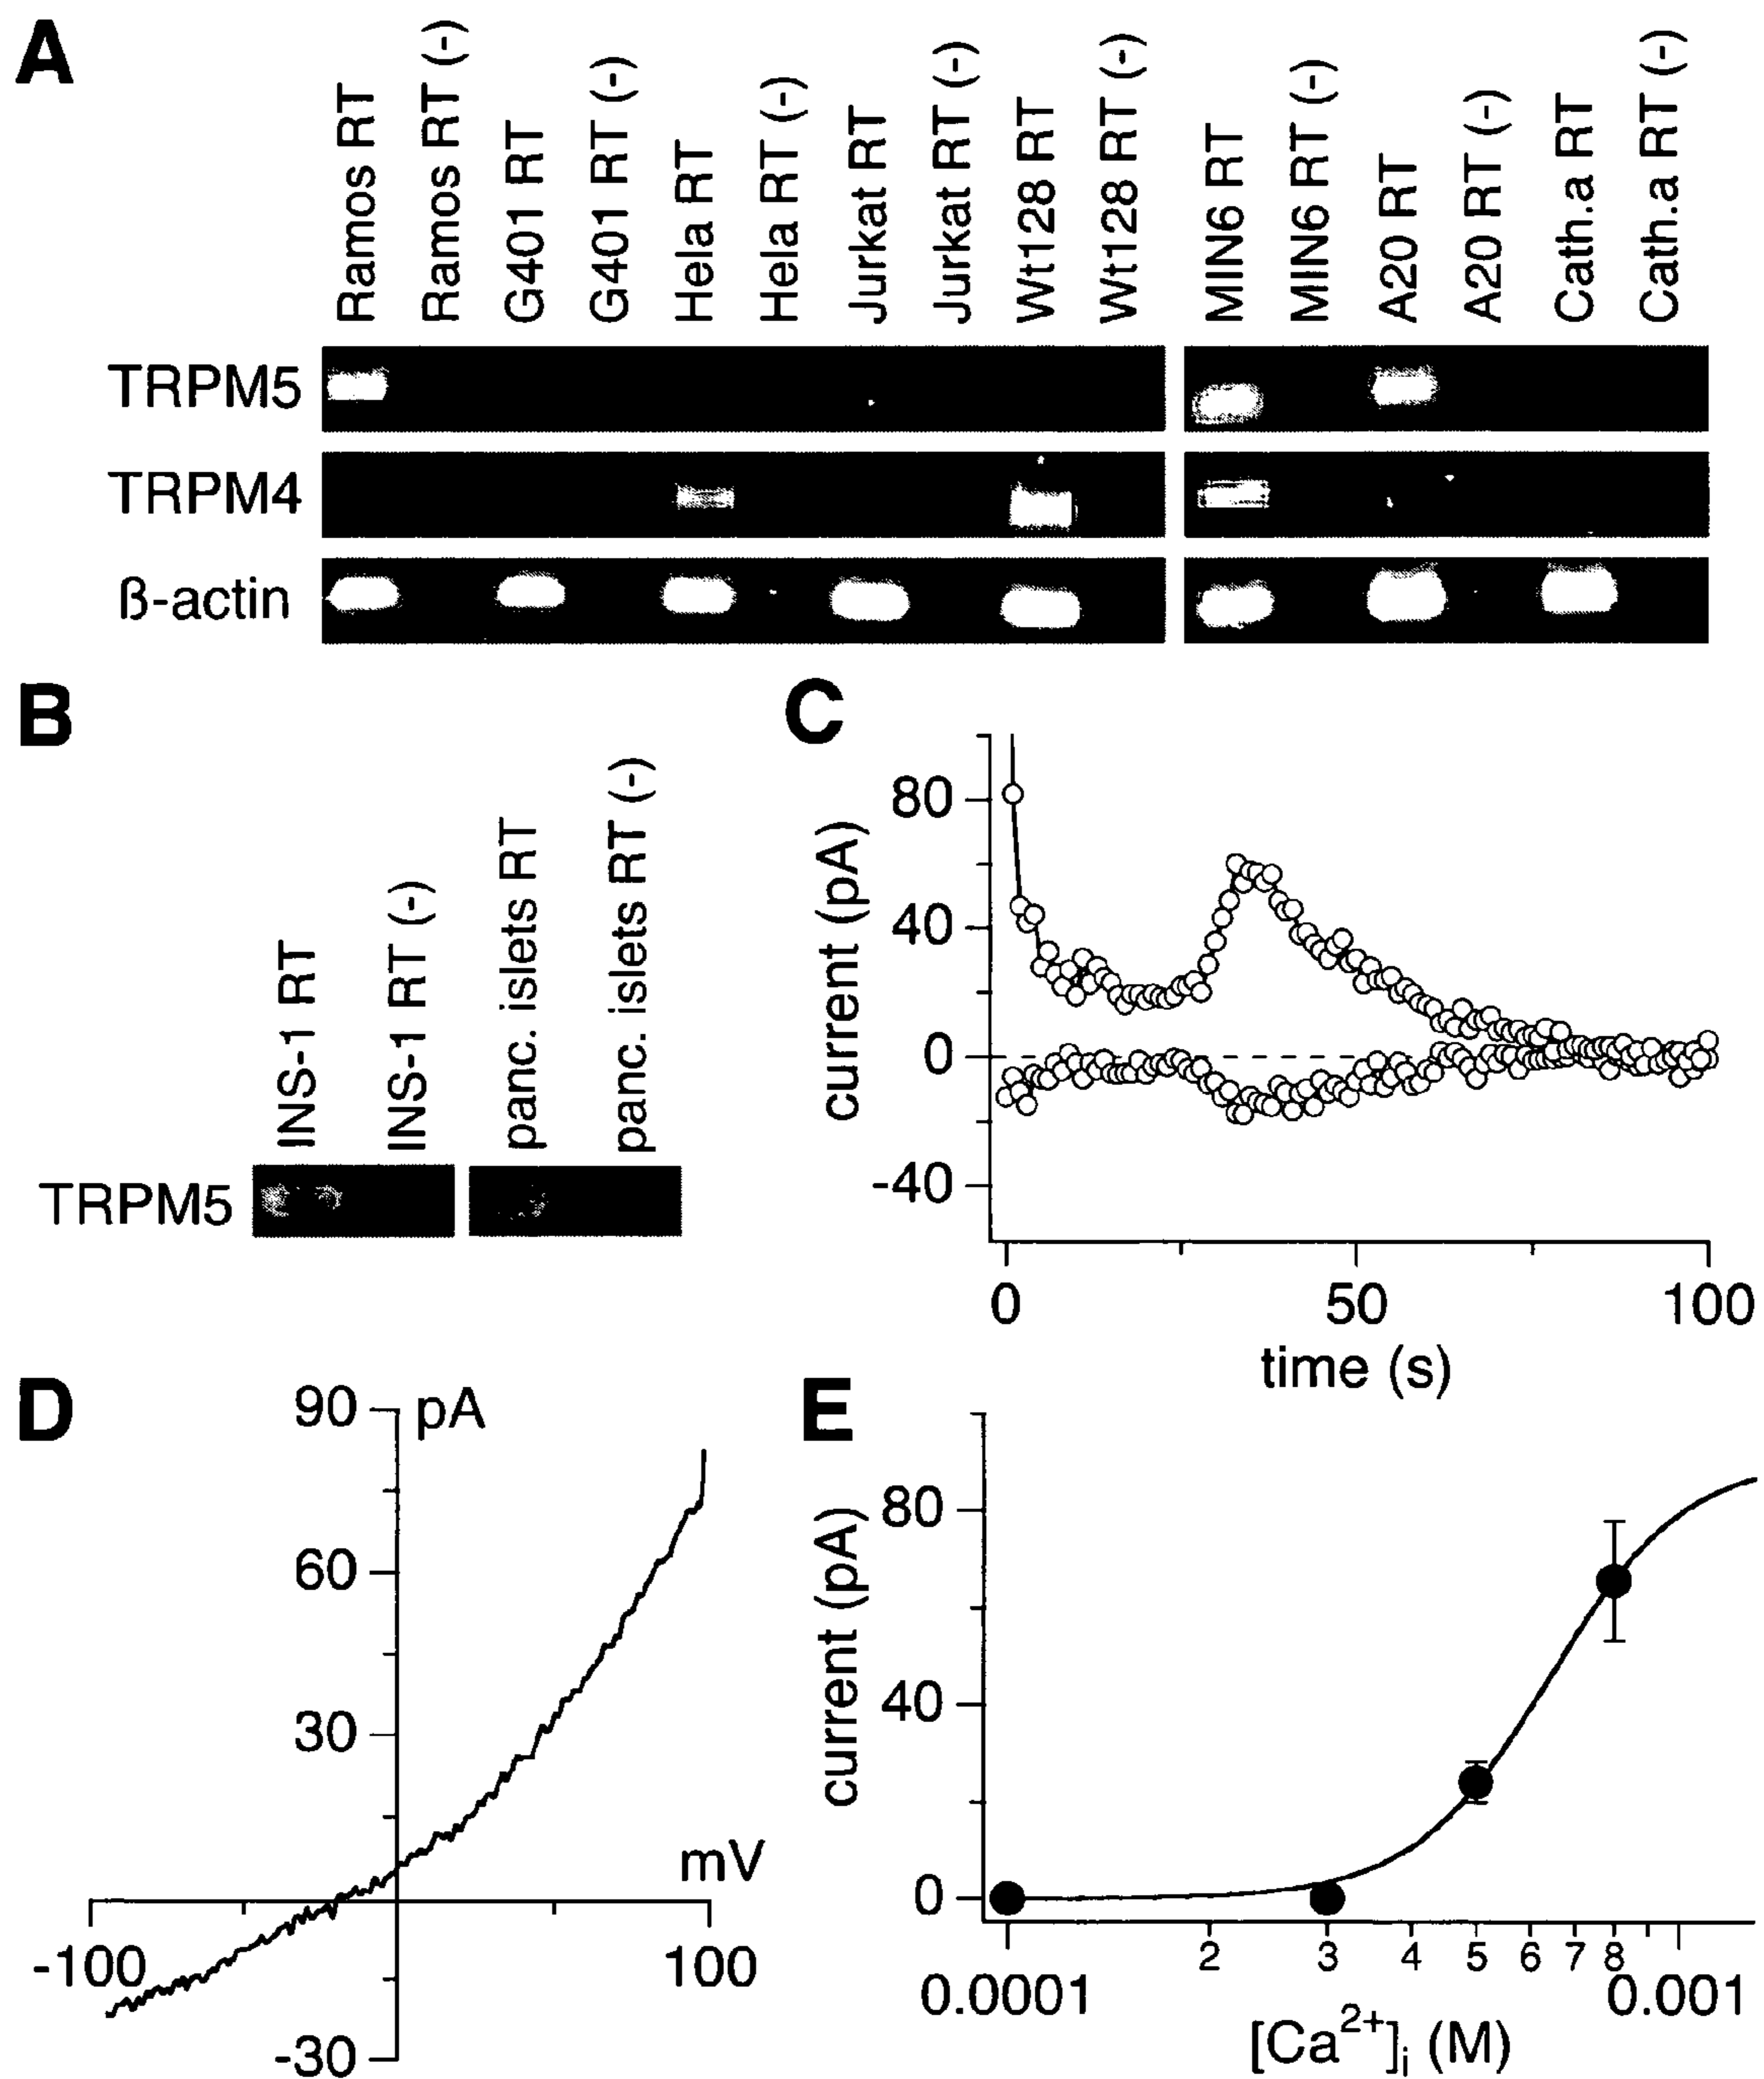 A
Ramos RT
Ramos RT (-)
G401 RT
G401 RT (-)
Hela RT
Hela RT (-)
Jurkat RT
Jurkat RT (-)
Wt128 RT
Wt128 RT (-)
MIN6 RT
MIN6 RT (-)
A20 RT
A20 RT (-)
Cath.a RT
Cath.a RT (-)
TRPM5
TRPM4
ß-actin
B
INS-1 RT
INS-1 RT (-)
panc. islets RT
panc. islets RT (-)
TRPM5
C
current (pA)
80
40
0
-40
0 50 100
time (s)
D
90 pA
60
30
mV
-100 100
-30
E
current (pA)
80
40
0
2 3 4 5 6 7 8
0.0001 0.001
[Ca²⁺]ᵢ (M)